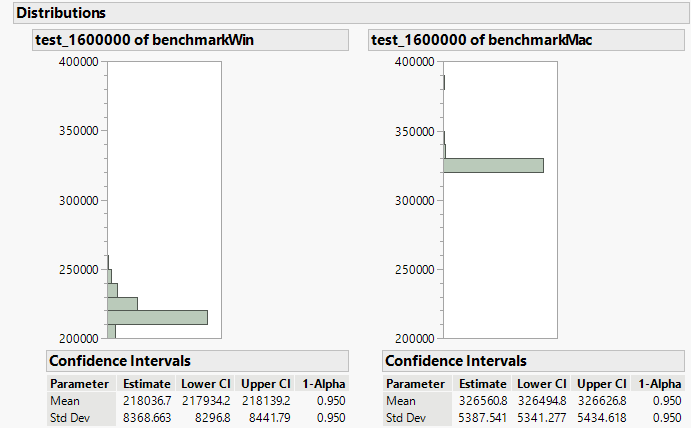 Distributions
test_1600000 of benchmarkWin
400000
350000
300000
250000
200000
Confidence Intervals
Parameter Estimate Lower CI Upper CI 1-Alpha
Mean 218036.7 217934.2 218139.2 0.950
Std Dev 8368.663 8296.8 8441.79 0.950
test_1600000 of benchmarkMac
400000
350000
300000
250000
200000
Confidence Intervals
Parameter Estimate Lower CI Upper CI 1-Alpha
Mean 326560.8 326494.8 326626.8 0.950
Std Dev 5387.541 5341.277 5434.618 0.950